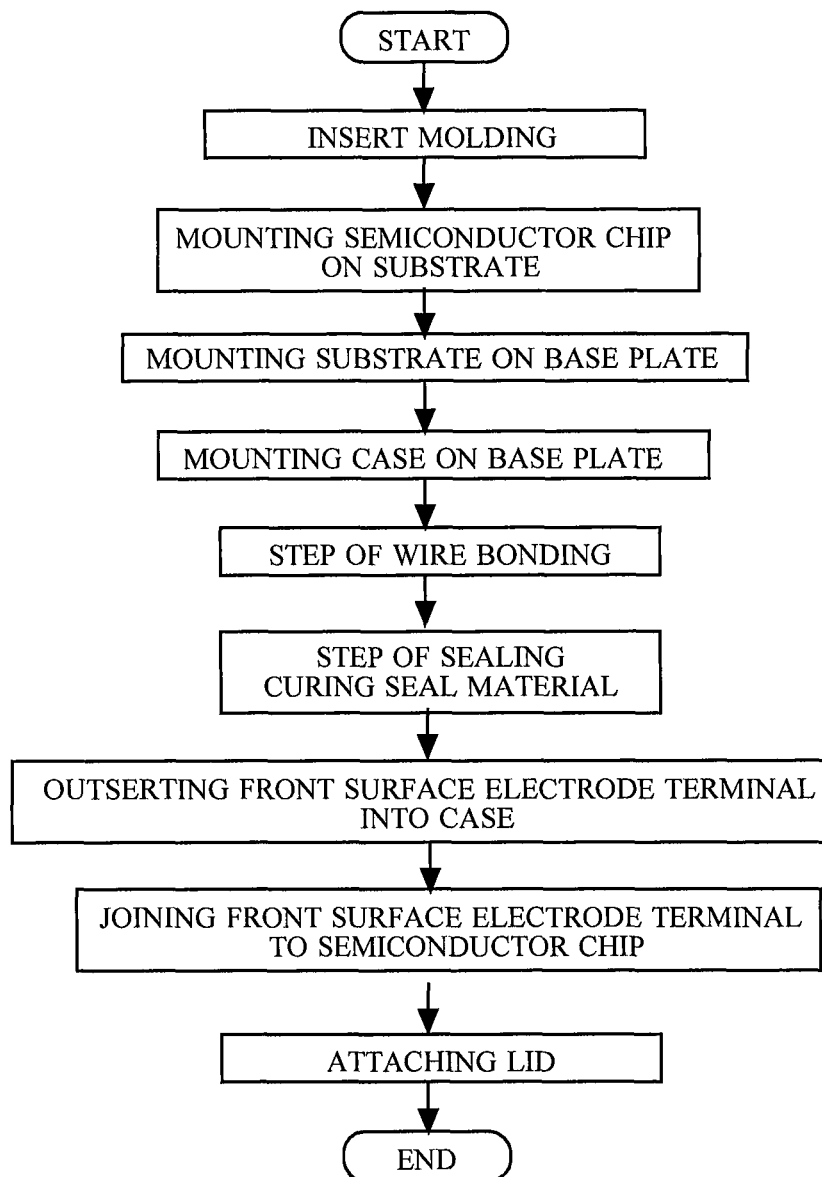 START
INSERT MOLDING
MOUNTING SEMICONDUCTOR CHIP
ON SUBSTRATE
MOUNTING SUBSTRATE ON BASE PLATE
MOUNTING CASE ON BASE PLATE
STEP OF WIRE BONDING
STEP OF SEALING
CURING SEAL MATERIAL
OUTSERTING FRONT SURFACE ELECTRODE TERMINAL
INTO CASE
JOINING FRONT SURFACE ELECTRODE TERMINAL
TO SEMICONDUCTOR CHIP
ATTACHING LID
END